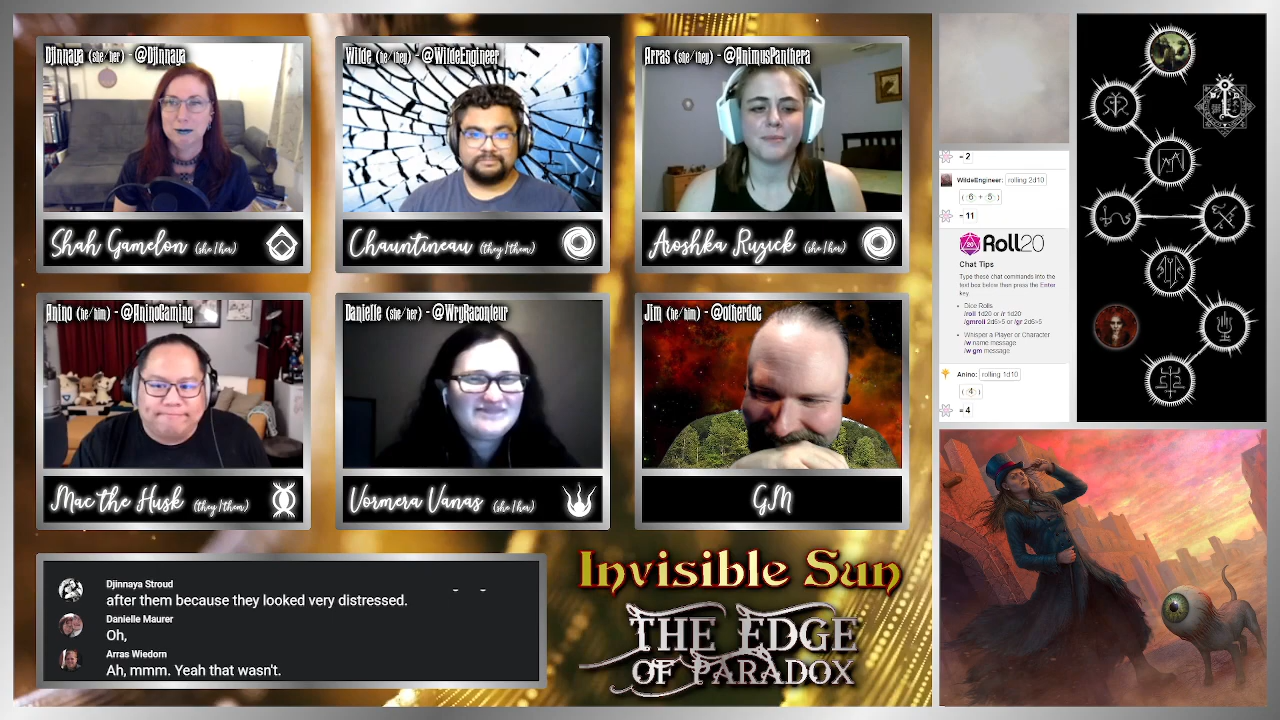 Djinnaya (she/her) - @Djinnaya
Wilde (he/they) - @WildeEngineer
Arras (she/they) - @AnimusPanthera
Shah Gamelon (she/her)
Chauntineau (they/them)
Aroshka Ruzick (she/her)
Anino (he/him) - @AninoGaming
Danielle (she/her) - @WryRaconteur
Jim (he/him) - @otherdoc
Mac the Husk (they/them)
Vormera Vanas (she/her)
GM
Djinnaya Stroud
after them because they looked very distressed.
Danielle Maurer
Oh,
Arras Wiedorn
Ah, mmm. Yeah that wasn't.
Invisible Sun
THE EDGE
OF PARADOX
= 2
WildeEngineer: rolling 2d10
( 6 + 5 )
= 11
20 Roll20
Chat Tips
Type these chat commands into the
text box below then press the Enter
key.
• Dice Rolls
/roll 1d20 or /r 1d20
/gmroll 2d6>5 or /gr 2d6>5
• Whisper a Player or Character
/w name message
/w gm message
Anino: rolling 1d10
( 4 )
= 4